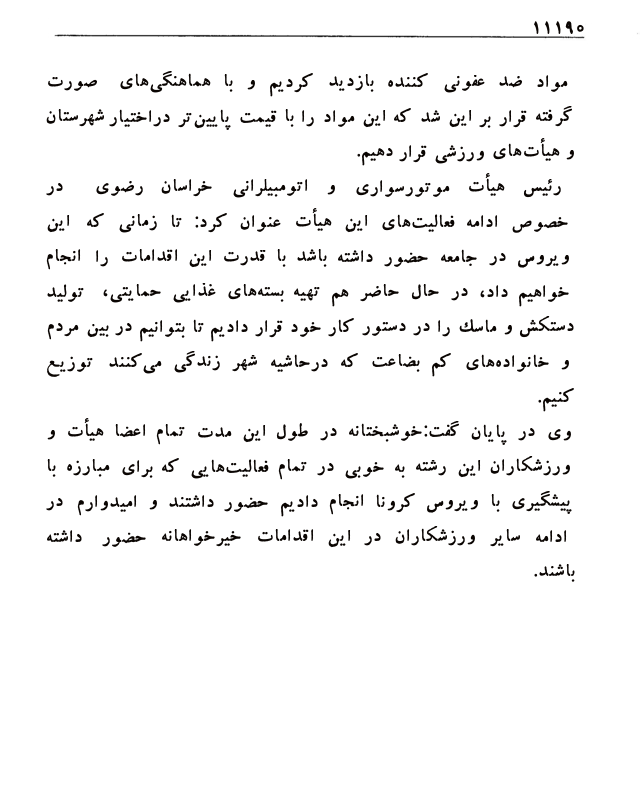 ۱۱۱۹۵
مواد ضد عفونی کننده بازدید کردیم و با هماهنگی‌های صورت
گرفته قرار بر این شد که این مواد را با قیمت پایین‌تر دراختیار شهرستان
و هیأت‌های ورزشی قرار دهیم.
رئیس هیأت موتورسواری و اتومبیلرانی خراسان رضوی در
خصوص ادامه فعالیت‌های این هیأت عنوان کرد: تا زمانی که این
ویروس در جامعه حضور داشته باشد با قدرت این اقدامات را انجام
خواهیم داد، در حال حاضر هم تهیه بسته‌های غذایی حمایتی، تولید
دستکش و ماسك را در دستور کار خود قرار دادیم تا بتوانیم در بین مردم
و خانواده‌های کم بضاعت که درحاشیه شهر زندگی می‌کنند توزیع
کنیم.
وی در پایان گفت:خوشبختانه در طول این مدت تمام اعضا هیأت و
ورزشکاران این رشته به خوبی در تمام فعالیت‌هایی که برای مبارزه با
پیشگیری با ویروس کرونا انجام دادیم حضور داشتند و امیدوارم در
ادامه سایر ورزشکاران در این اقدامات خیرخواهانه حضور داشته
باشند.